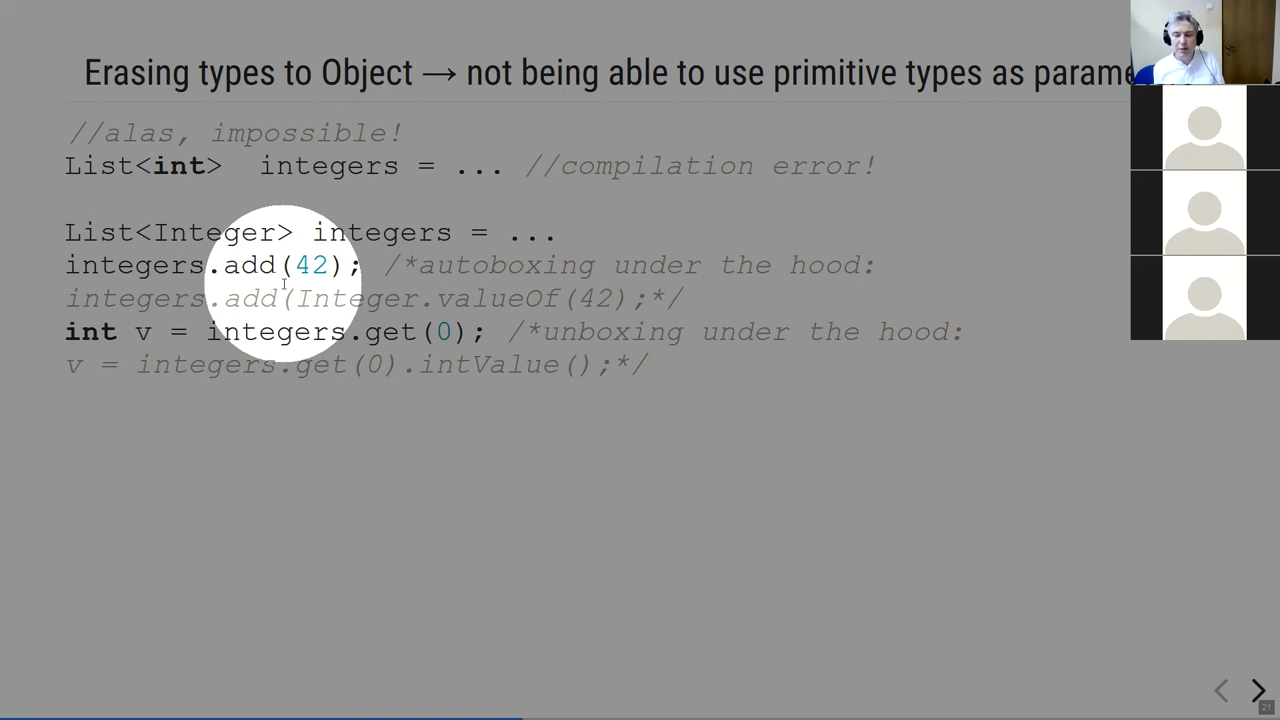 Erasing types to Object → not being able to use primitive types as parame
//alas, impossible!
List<int> integers = ... //compilation error!
List<Integer> integers = ...
integers.add(42); /*autoboxing under the hood:
integers.add(Integer.valueOf(42);*/
int v = integers.get(0); /*unboxing under the hood:
v = integers.get(0).intValue();*/
21